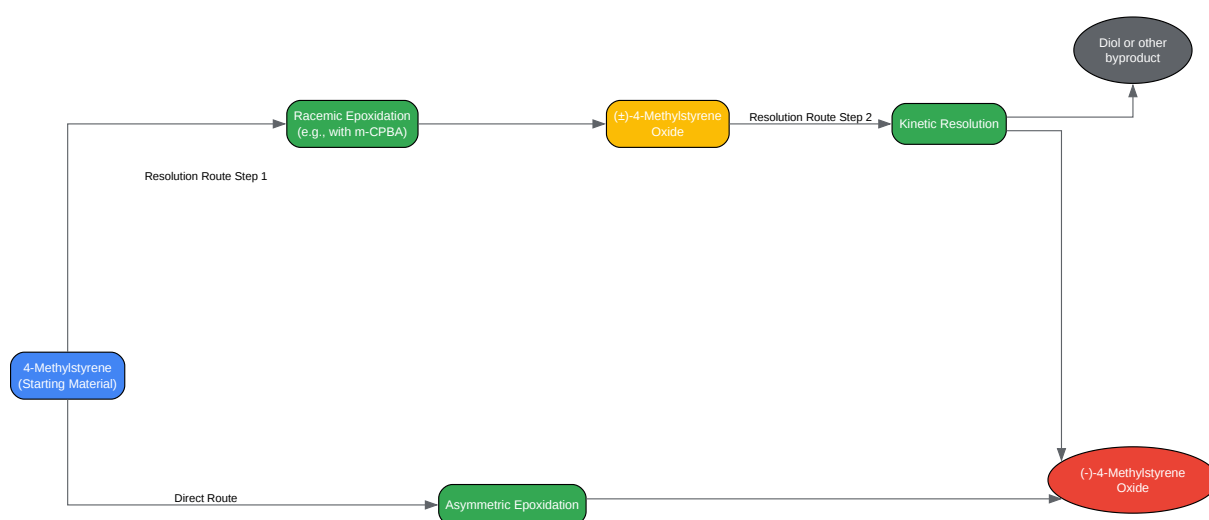 Diol or other
byproduct
Racemic Epoxidation
(e.g., with m-CPBA)
(±)-4-Methylstyrene
Oxide
Resolution Route Step 2
Kinetic Resolution
Resolution Route Step 1
4-Methylstyrene
(Starting Material)
Direct Route
Asymmetric Epoxidation
(-)-4-Methylstyrene
Oxide